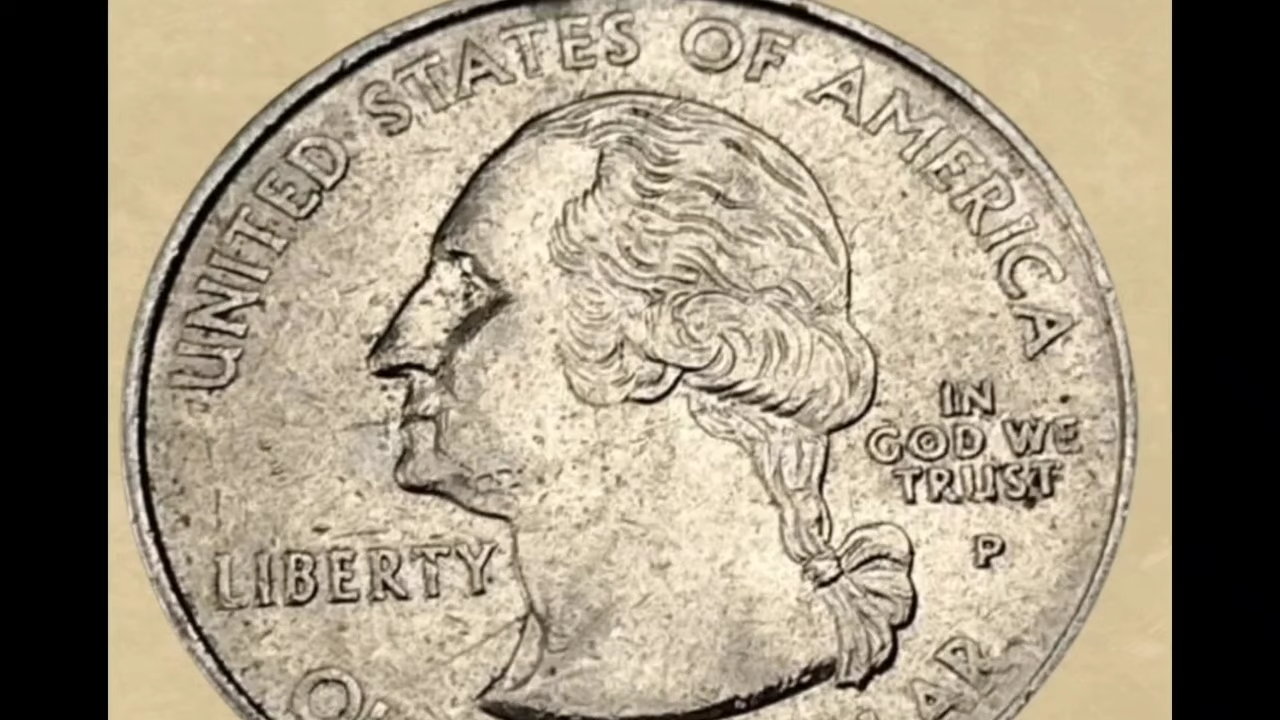 UNITED STATES OF AMERICA
IN
GOD WE
TRUST
P
LIBERTY